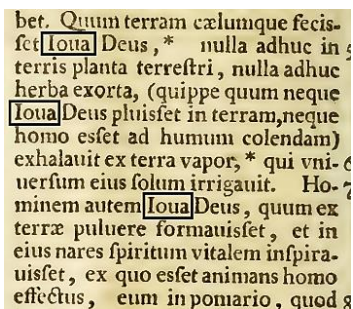 bet. Quum terram cælumque fecis-
ſet Ioua Deus,* nulla adhuc in 5
terris planta terreſtri, nulla adhuc
herba exorta, (quippe quum neque
Ioua Deus pluiſſet in terram,neque
homo eſſet ad humum colendam)
exhalauit ex terra vapor,* qui vni- 6
uerſum eius ſolum irrigauit. Ho- 7
minem autem Ioua Deus, quum ex
terræ puluere formauiſſet, et in
eius nares ſpiritum vitalem inſpira-
uiſſet, ex quo eſſet animans homo
effectus, eum in pomario, quod 8